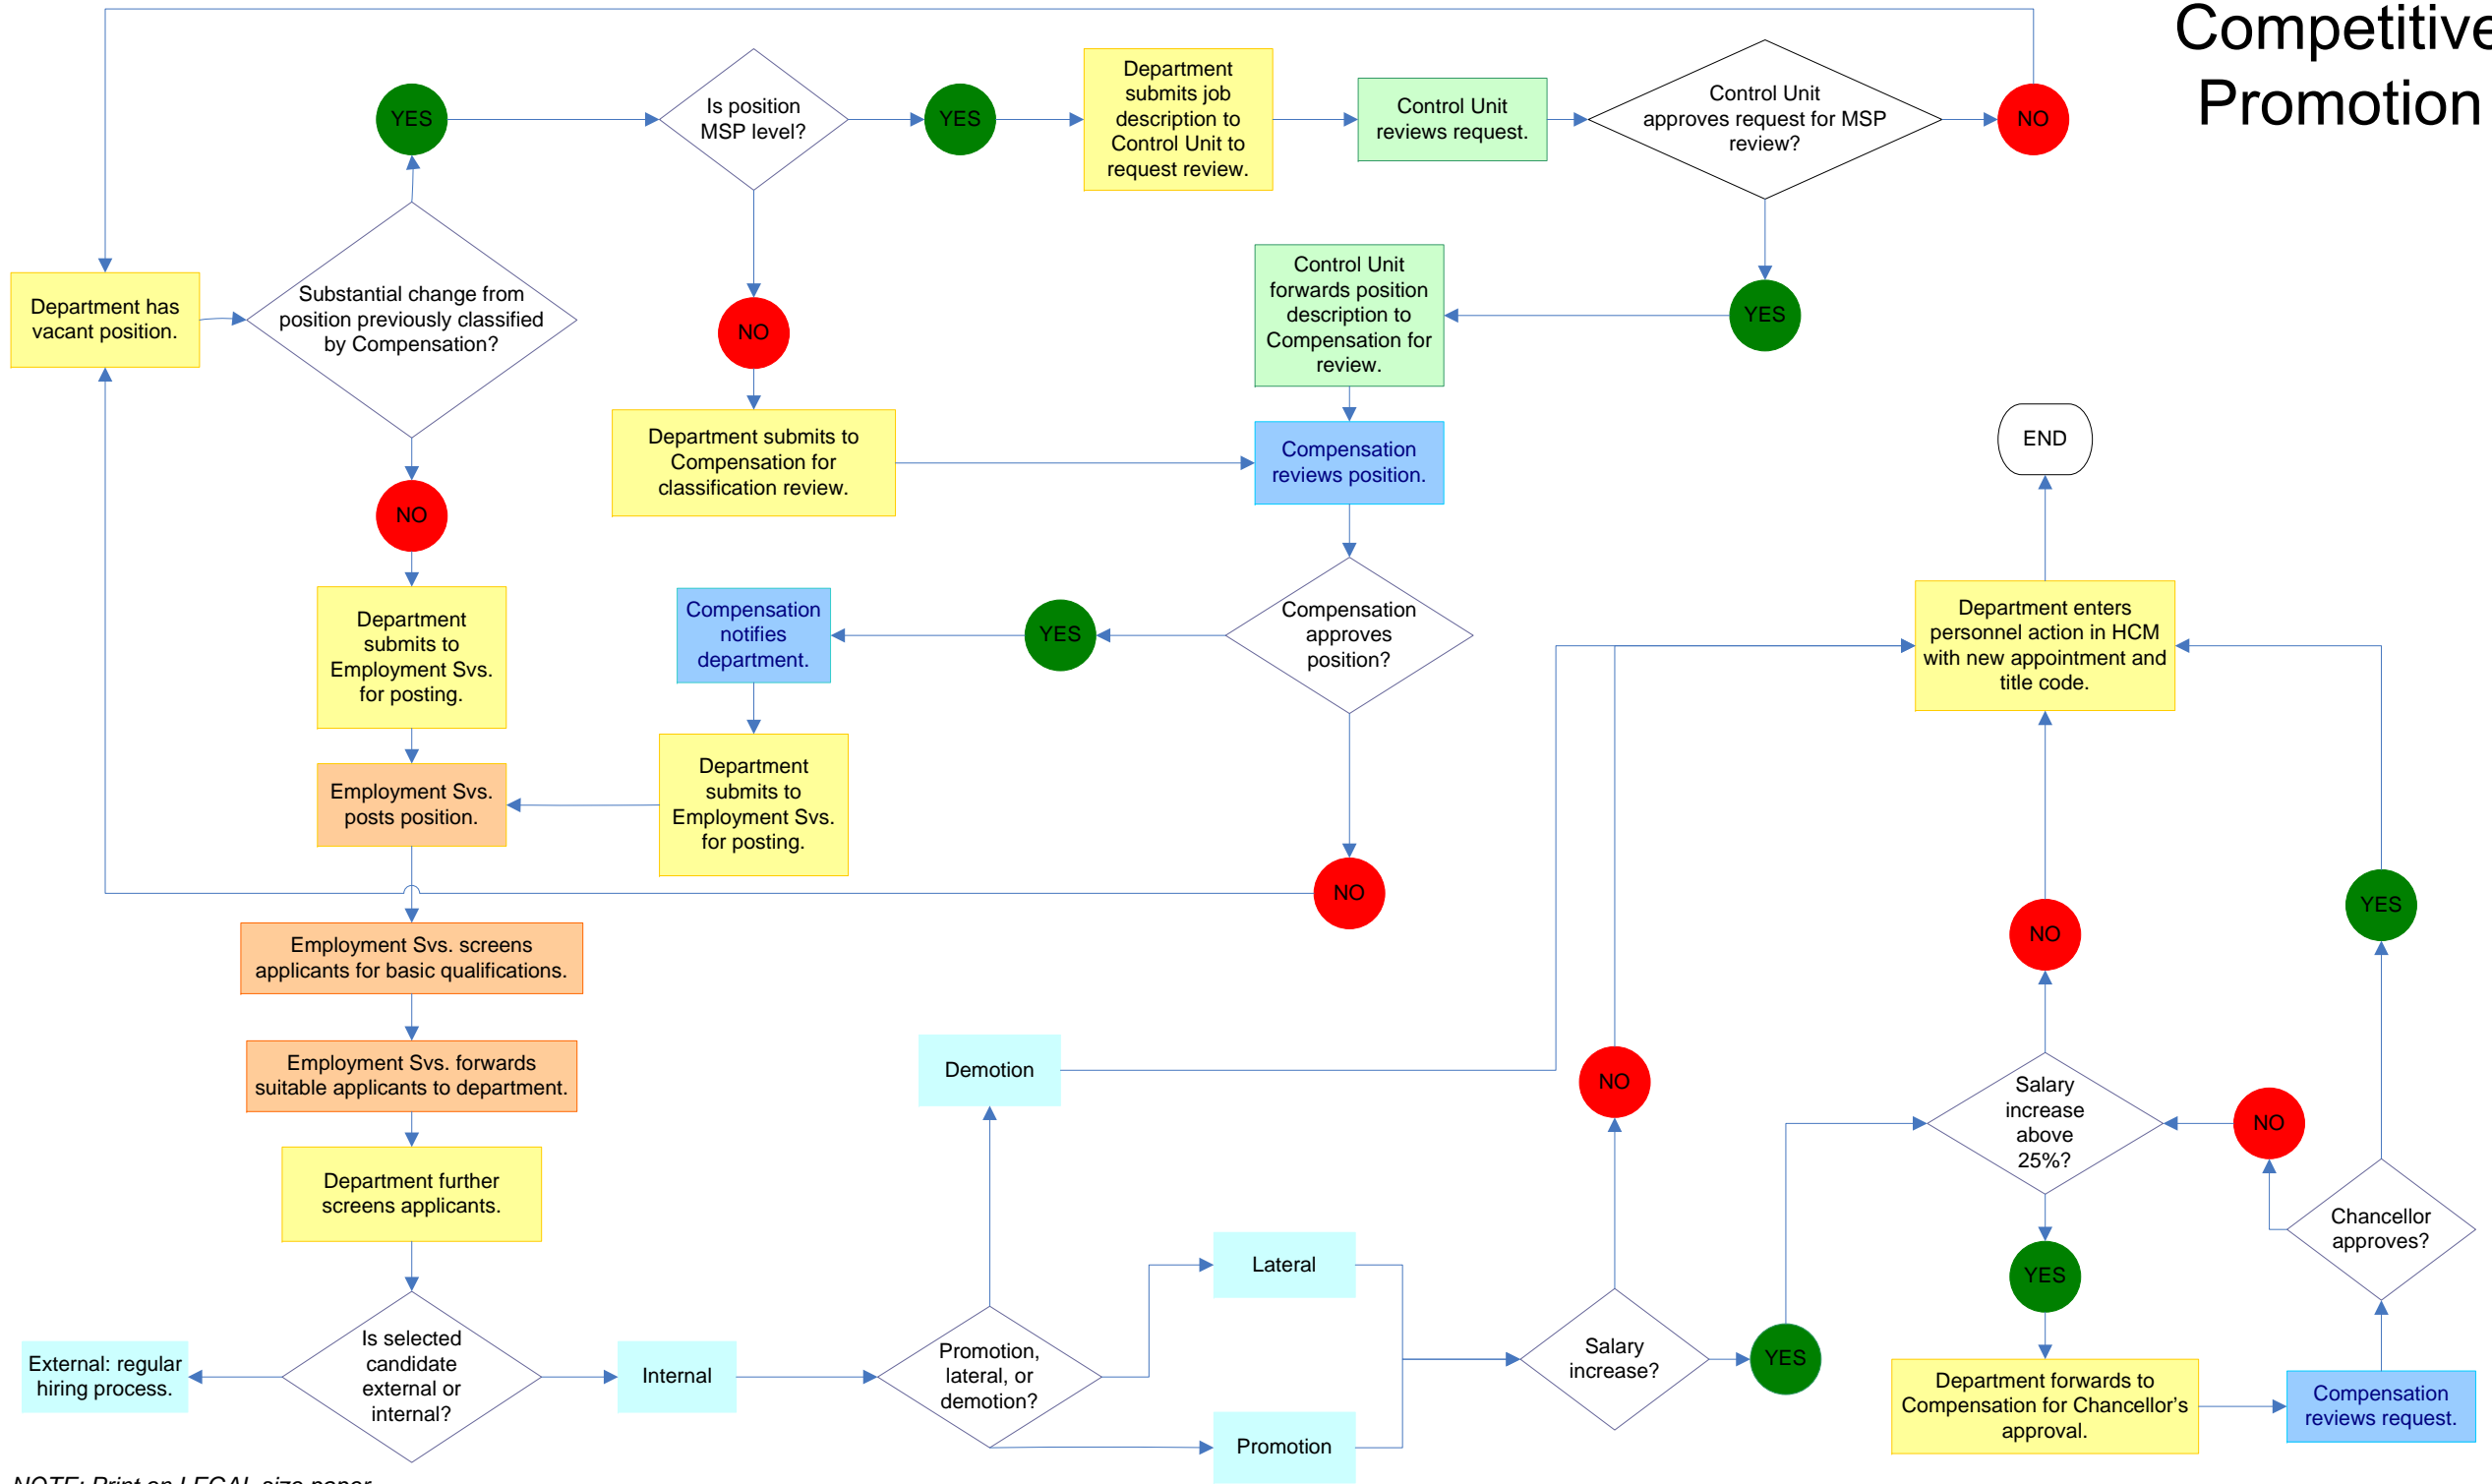 Competitive
Promotion
YES
Is position
MSP level?
YES
Department
submits job
description to
Control Unit to
request review.
Control Unit
reviews request.
Control Unit
approves request for MSP
review?
NO
Department has
vacant position.
Substantial change from
position previously classified
by Compensation?
NO
Control Unit
forwards position
description to
Compensation for
review.
YES
Department submits to
Compensation for
classification review.
Compensation
reviews position.
END
NO
Department
submits to
Employment Svs.
for posting.
Compensation
notifies
department.
YES
Compensation
approves
position?
Department enters
personnel action in HCM
with new appointment and
title code.
Employment Svs.
posts position.
Department
submits to
Employment Svs.
for posting.
NO
NO
YES
Employment Svs. screens
applicants for basic qualifications.
Employment Svs. forwards
suitable applicants to department.
Demotion
NO
Salary
increase
above
25%?
NO
Department further
screens applicants.
Lateral
YES
Chancellor
approves?
External: regular
hiring process.
Is selected
candidate
external or
internal?
Internal
Promotion,
lateral, or
demotion?
Promotion
Salary
increase?
YES
Department forwards to
Compensation for Chancellor's
approval.
Compensation
reviews request.
NOTE: Print on LEGAL size paper